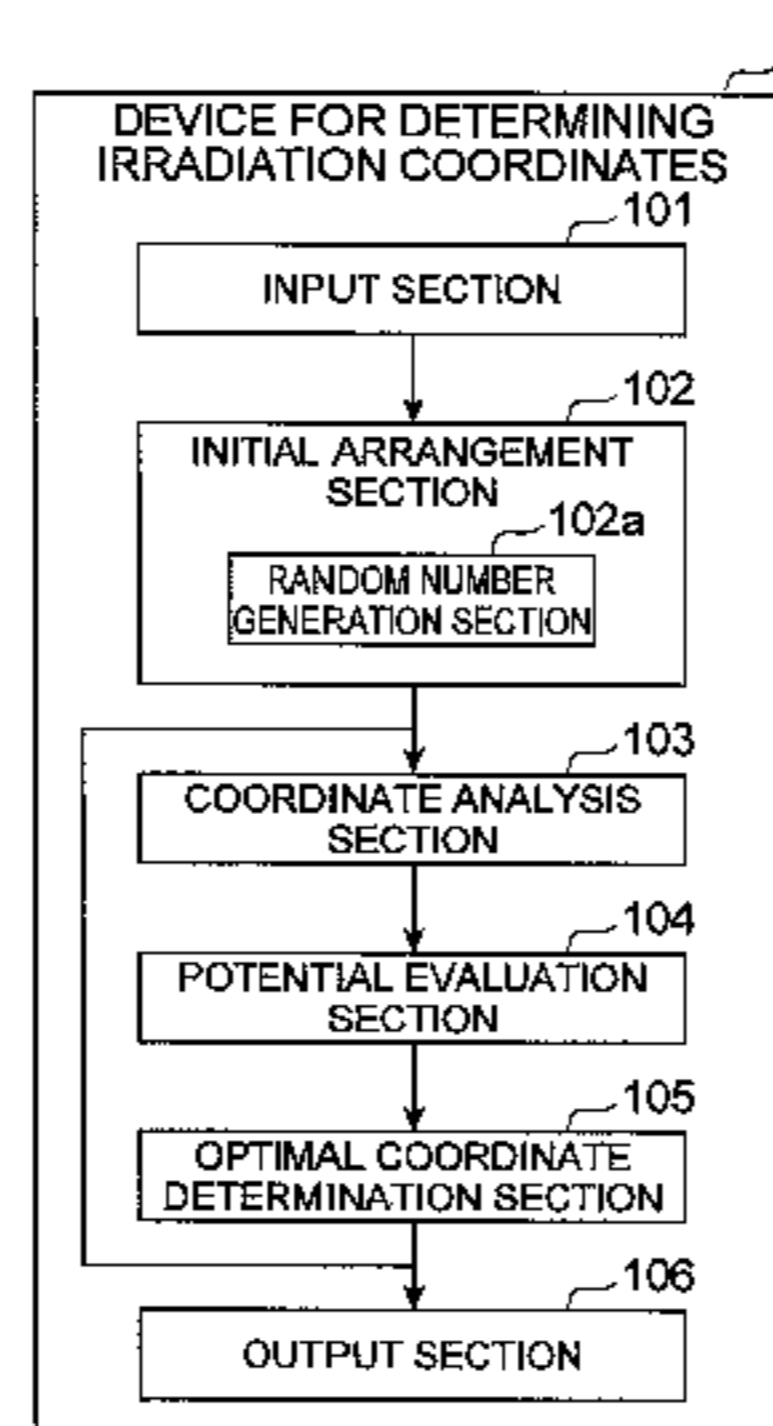 DEVICE FOR DETERMINING
IRRADIATION COORDINATES
101
INPUT SECTION
102
INITIAL ARRANGEMENT
SECTION
102a
RANDOM NUMBER
GENERATION SECTION
103
COORDINATE ANALYSIS
SECTION
104
POTENTIAL EVALUATION
SECTION
105
OPTIMAL COORDINATE
DETERMINATION SECTION
106
OUTPUT SECTION